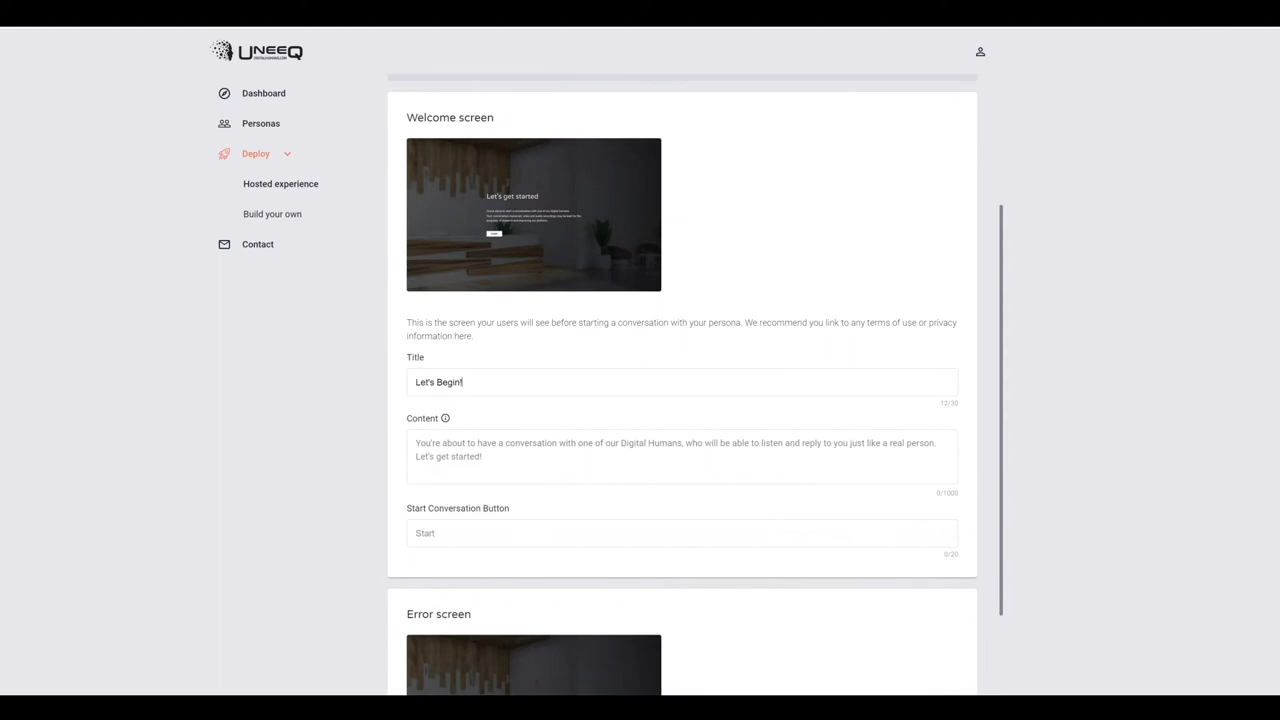 UNEEQ
DIGITALHUMANS.COM
Dashboard
Personas
Deploy
Hosted experience
Build your own
Contact
Welcome screen
Let's get started
This is the screen your users will see before starting a conversation with your persona. We recommend you link to any terms of use or privacy
information here.
Title
Let's Begin!
12/30
Content
You're about to have a conversation with one of our Digital Humans, who will be able to listen and reply to you just like a real person.
Let's get started!
0/1000
Start Conversation Button
Start
0/20
Error screen